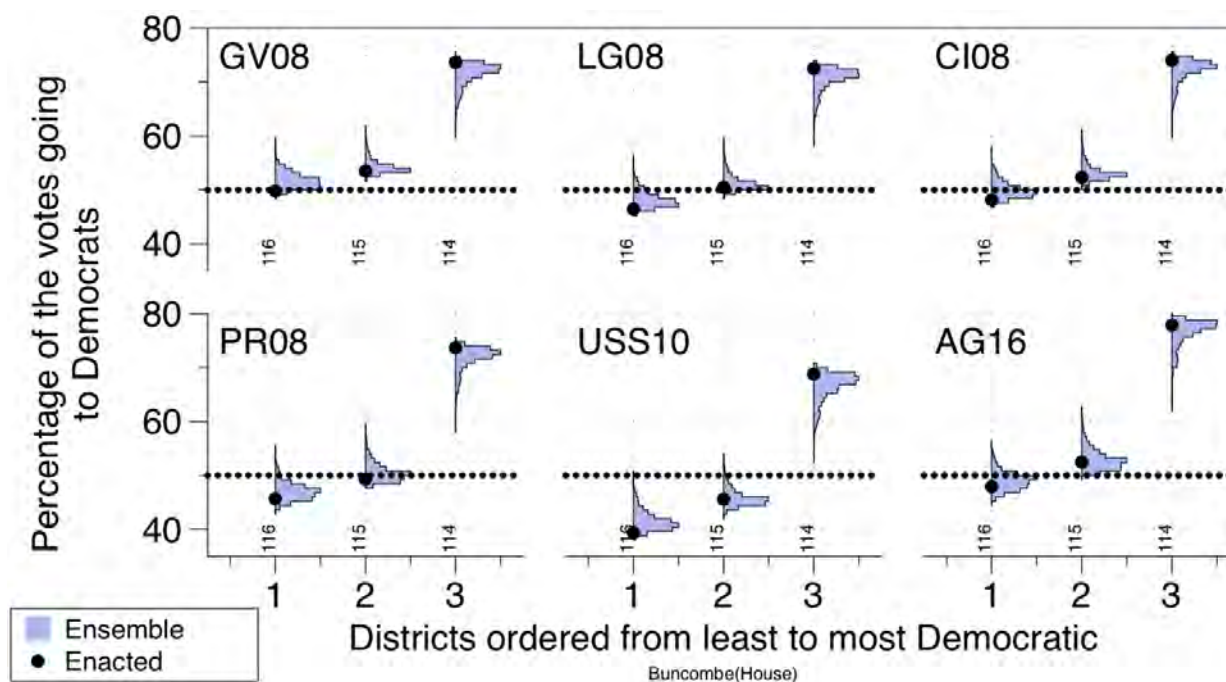 Percentage of the votes going
to Democrats
80
60
40
GV08
116
115
114
LG08
116
115
114
CI08
116
115
114
80
60
40
PR08
116
115
114
USS10
116
115
114
AG16
116
115
114
1 2 3 1 2 3 1 2 3
Districts ordered from least to most Democratic
Buncombe(House)
Ensemble
Enacted